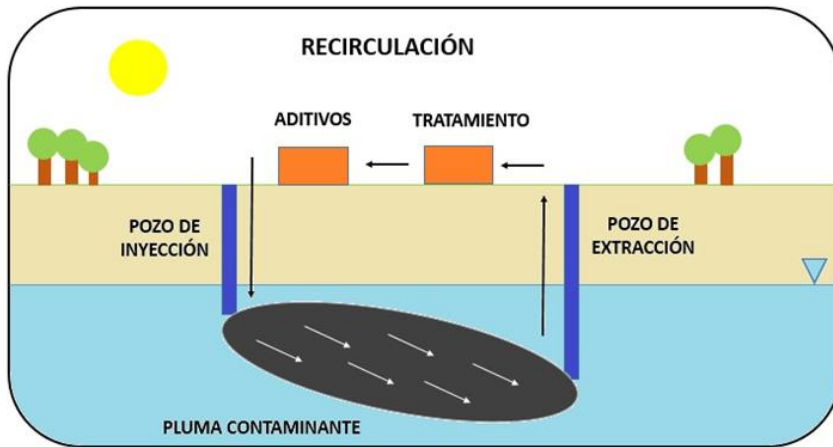 RECIRCULACIÓN
ADITIVOS
TRATAMIENTO
POZO DE
INYECCIÓN
POZO DE
EXTRACCIÓN
PLUMA CONTAMINANTE